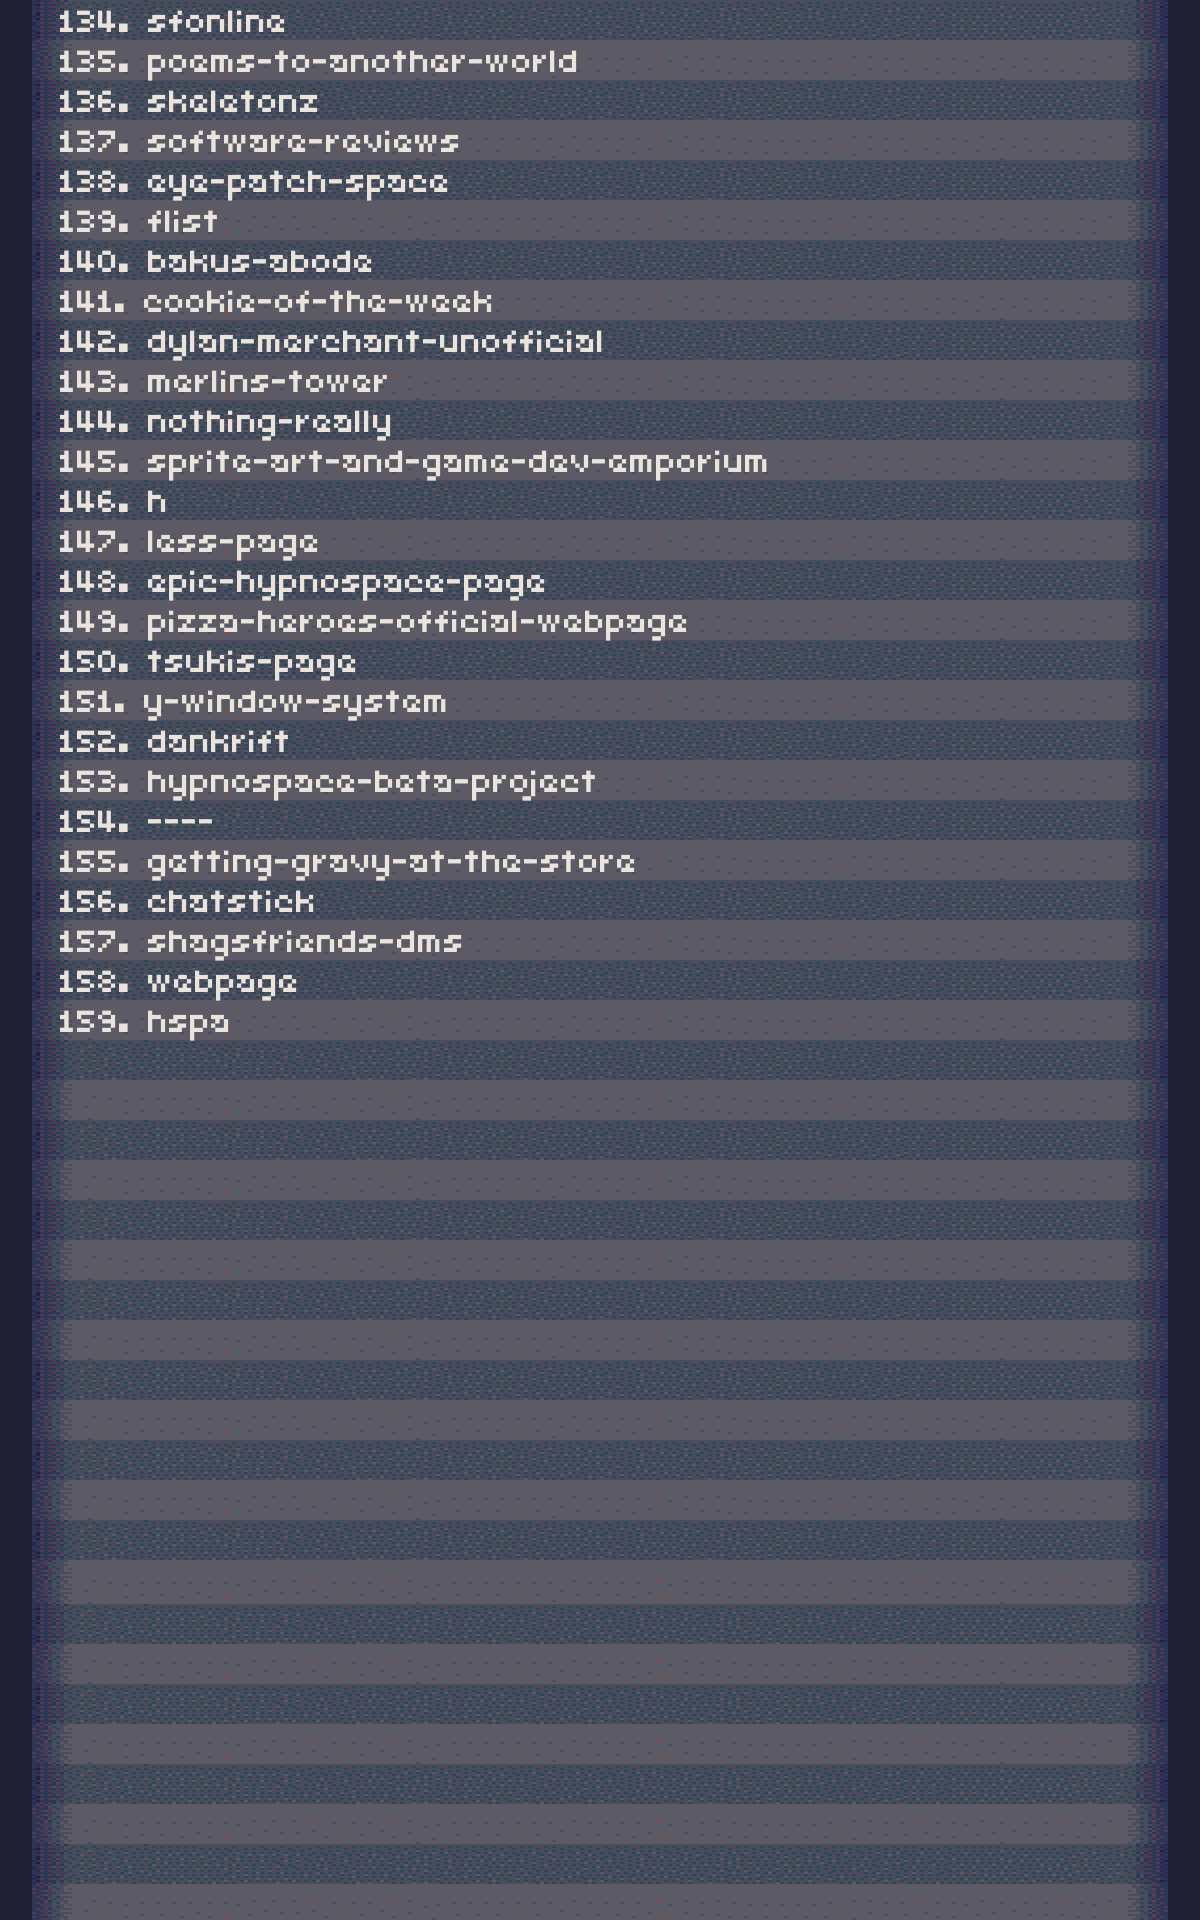 134. sfonline
135. poems-to-another-world
136. skeletonz
137. software-reviews
138. eye-patch-space
139. flist
140. bakus-abode
141. cookie-of-the-week
142. dylan-merchant-unofficial
143. merlins-tower
144. nothing-really
145. sprite-art-and-game-dev-emporium
146. h
147. less-page
148. epic-hypnospace-page
149. pizza-heroes-official-webpage
150. tsukis-page
151. y-window-system
152. dankrift
153. hypnospace-beta-project
154. ----
155. getting-gravy-at-the-store
156. chatstick
157. shagsfriends-dms
158. webpage
159. hspa